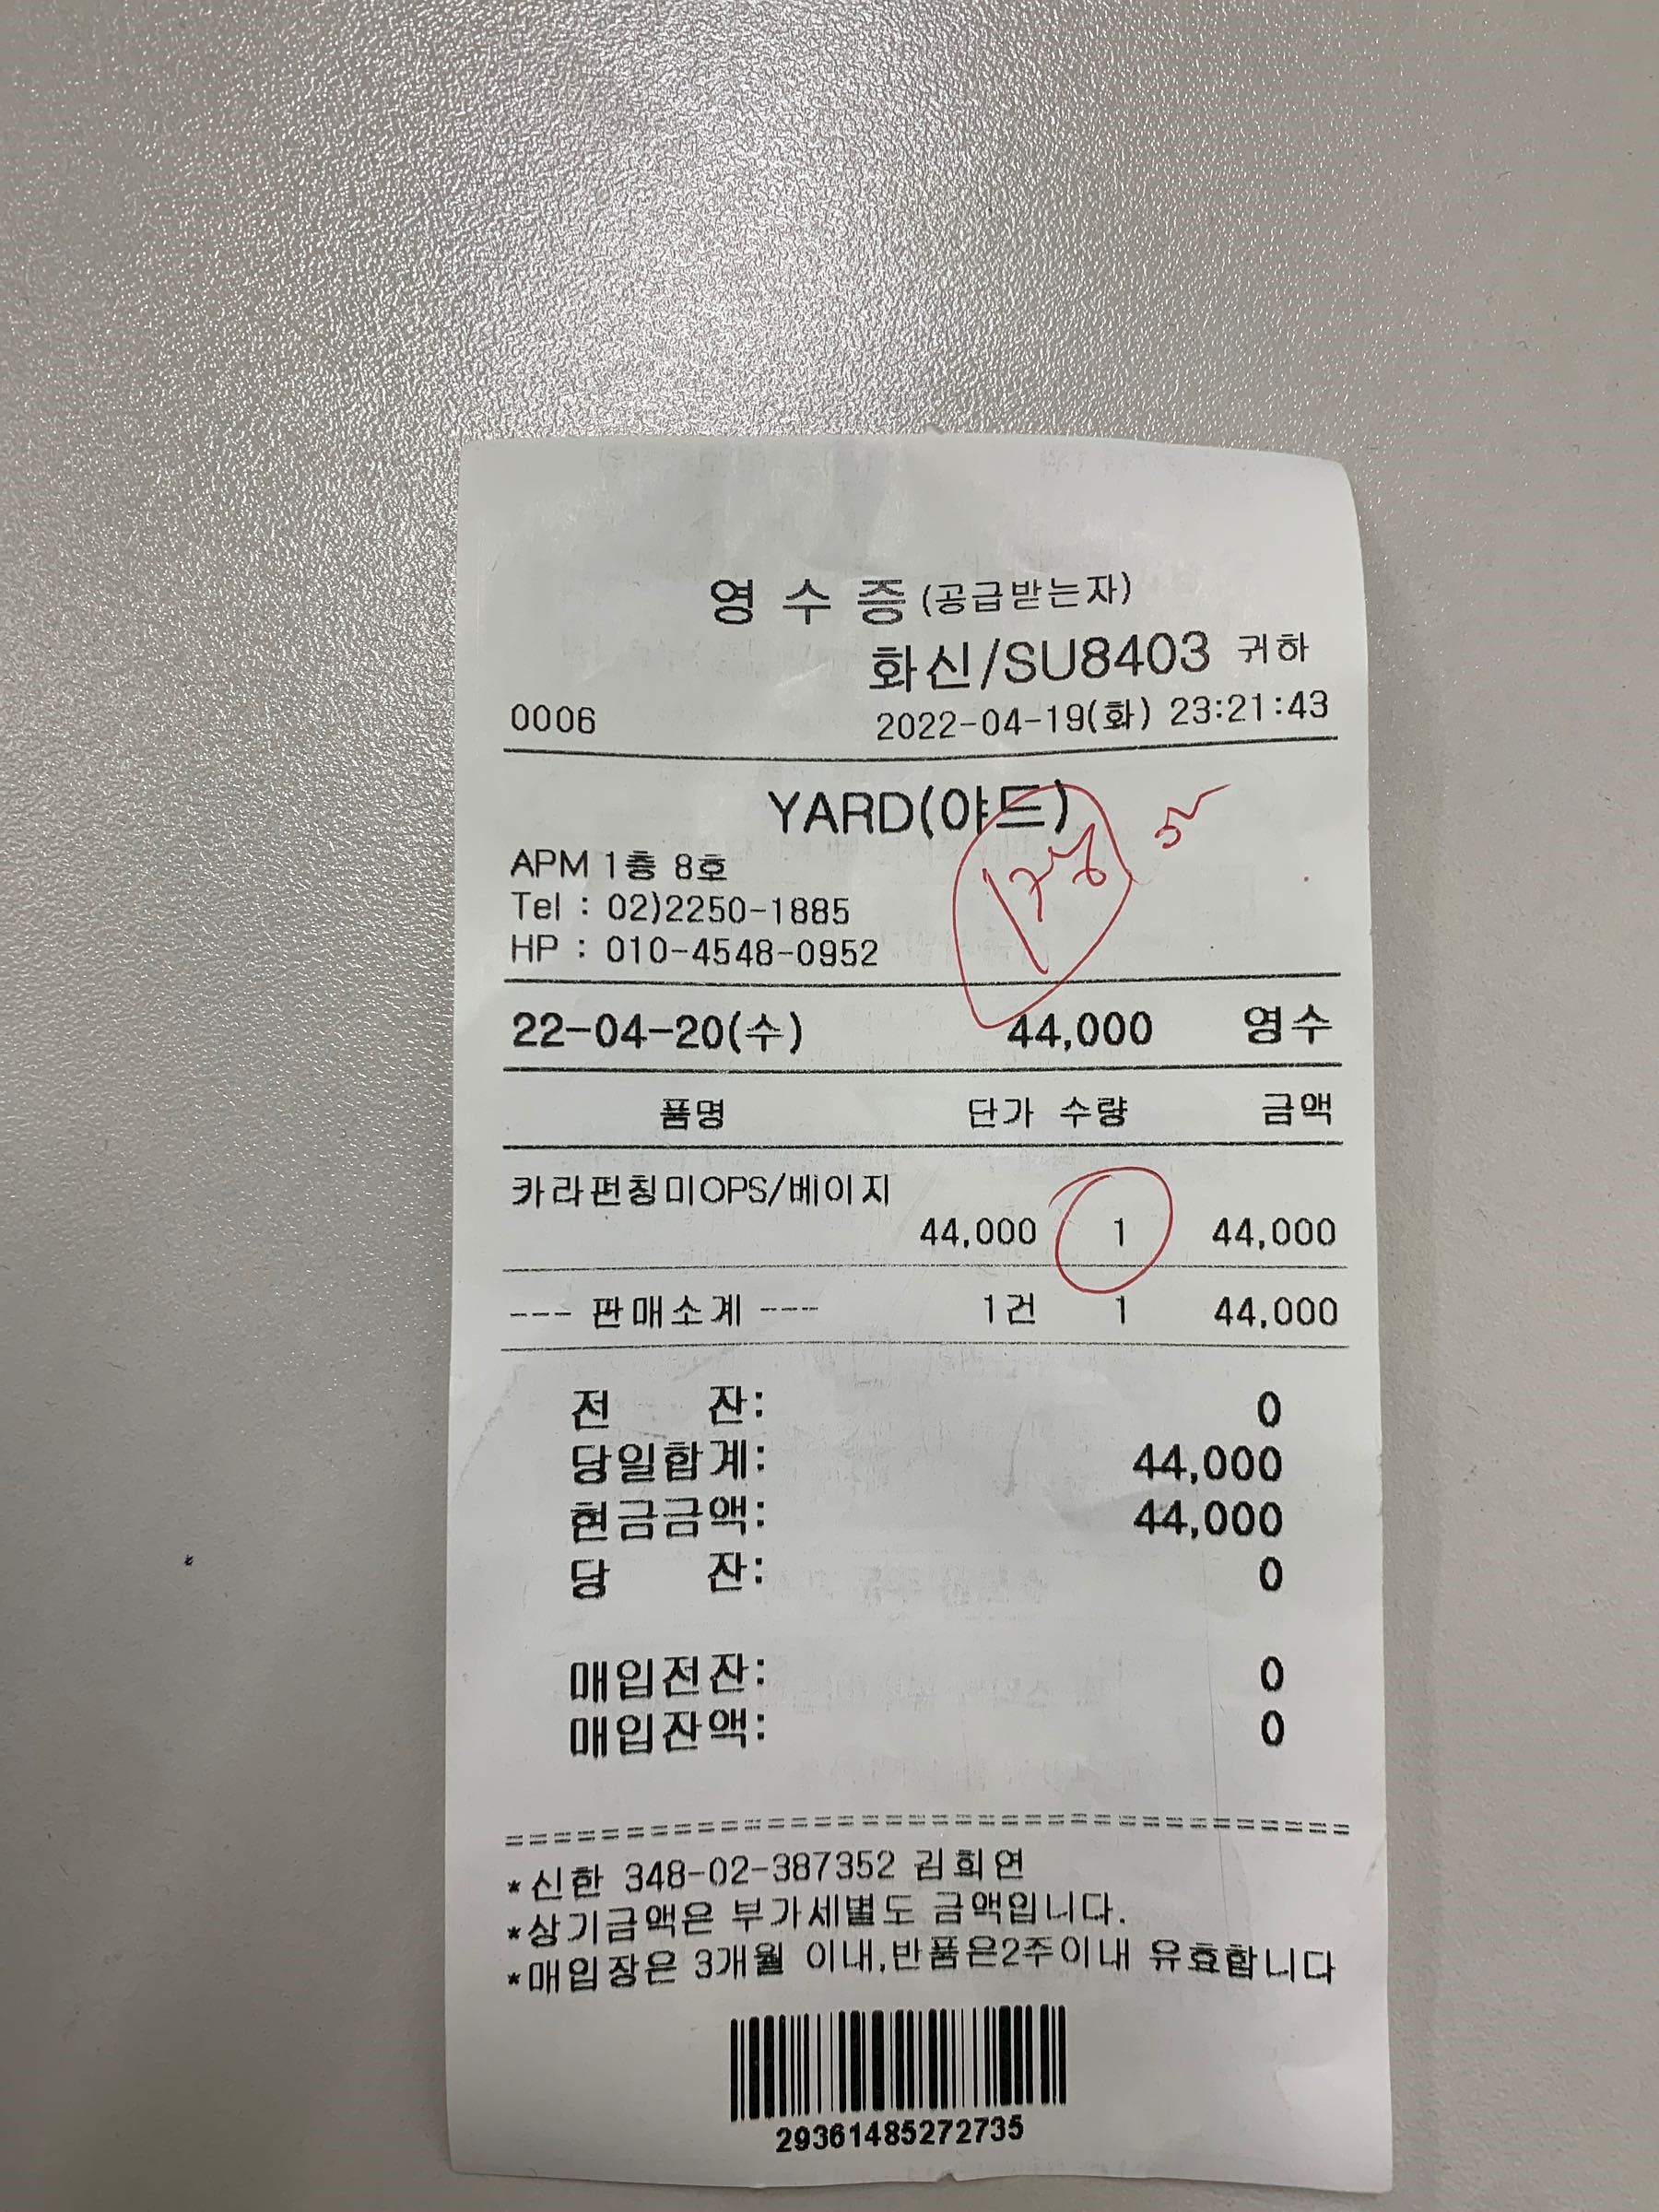 영 수 증 (공급받는자)
화신/SU8403 귀하
0006 2022-04-19(화) 23:21:43
YARD(야드)
APM 1층 8호
Tel : 02)2250-1885
HP : 010-4548-0952
22-04-20(수) 44,000 영수
품명 단가 수량 금액
카라펀칭미OPS/베이지
44,000 1 44,000
--- 판매소계 --- 1건 1 44,000
전 잔: 0
당일합계: 44,000
현금금액: 44,000
당 잔: 0
매입전잔: 0
매입잔액: 0
===================================
*신한 348-02-387352 김희연
*상기금액은 부가세별도 금액입니다.
*매입장은 3개월 이내,반품은2주이내 유효합니다
29361485272735